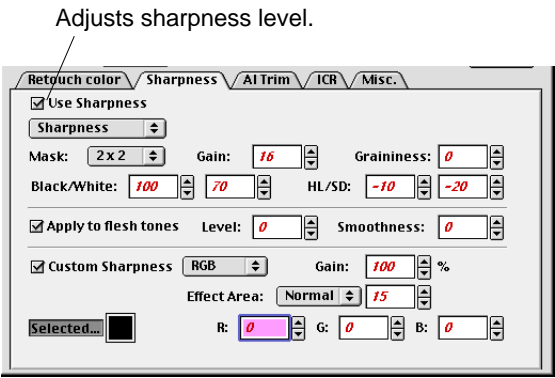 Adjusts sharpness level.
Retouch color Sharpness AI Trim ICR Misc.
Use Sharpness
Sharpness
Mask: 2x2 Gain: 16 Graininess: 0
Black/White: 100 70 HL/SD: -10 -20
Apply to flesh tones Level: 0 Smoothness: 0
Custom Sharpness RGB Gain: 100 %
Effect Area: Normal 15
Selected... R: 0 G: 0 B: 0